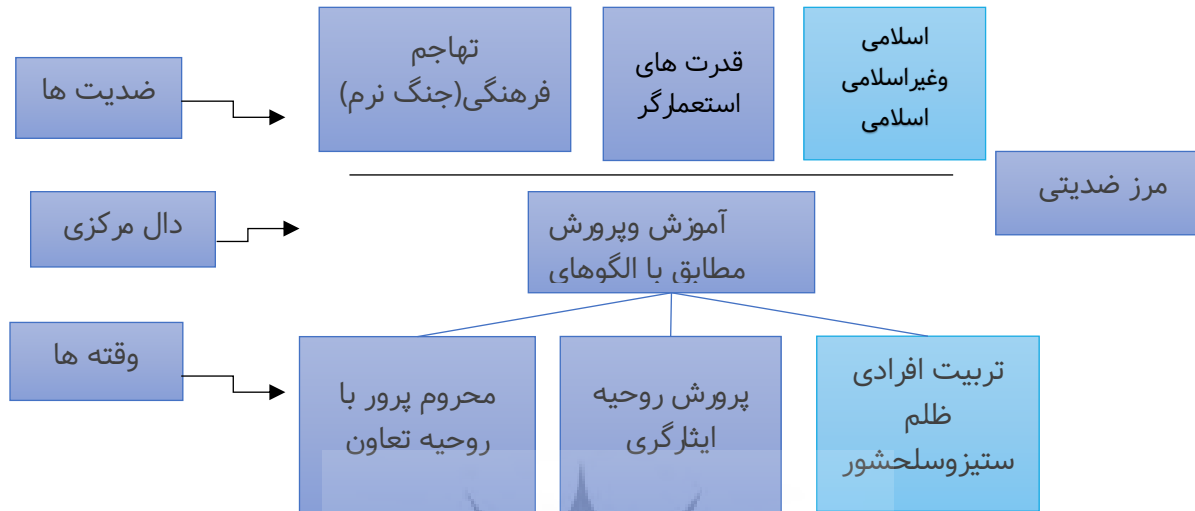 ضدیت ها
تهاجم
فرهنگی(جنگ نرم)
قدرت های
استعمارگر
اسلامی
وغیراسلامی
اسلامی
مرز ضدیتی
دال مرکزی
آموزش وپرورش
مطابق با الگوهای
وقته ها
محروم پرور با
روحیه تعاون
پرورش روحیه
ایثارگری
تربیت افرادی
ظلم
ستیزوسلحشور